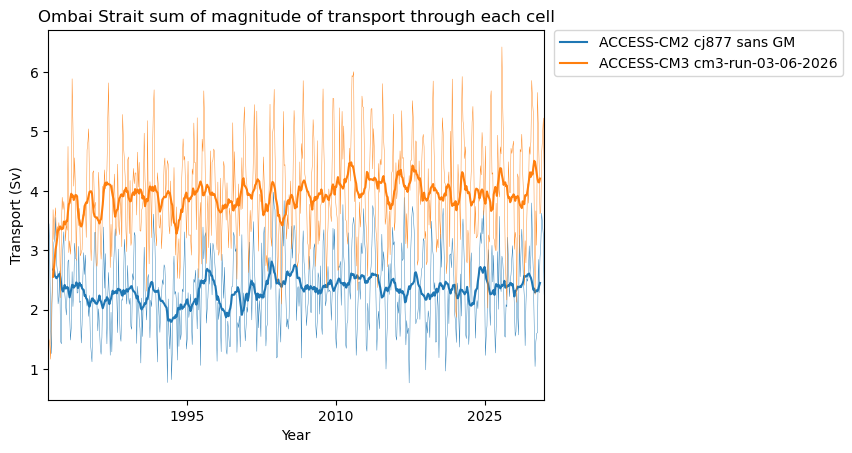 Ombai Strait sum of magnitude of transport through each cell
ACCESS-CM2 cj877 sans GM
ACCESS-CM3 cm3-run-03-06-2026
6
5
4
3
2
1
Transport (Sv)
1995
2010
2025
Year